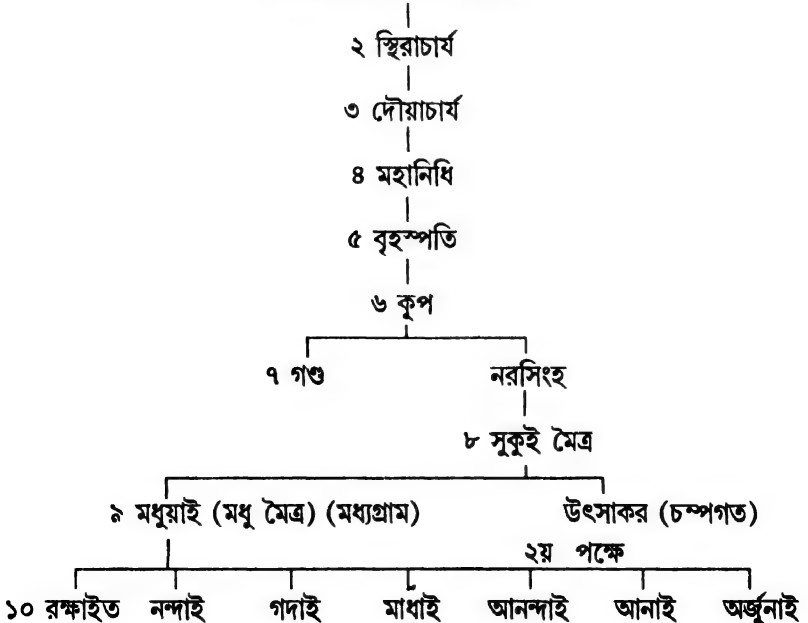 ২ স্থিরাচার্য
৩ দৌয়াচার্য
৪ মহানিধি
৫ বৃহস্পতি
৬ কূপ
৭ গণ্ড নরসিংহ
৮ সুকুই মৈত্র
৯ মধুয়াই (মধু মৈত্র) (মধ্যগ্রাম) উৎসাকর (চম্পগত)
২য় পক্ষে
১০ রক্ষাইত নন্দাই গদাই মাধাই আনন্দাই আনাই অর্জুনাই